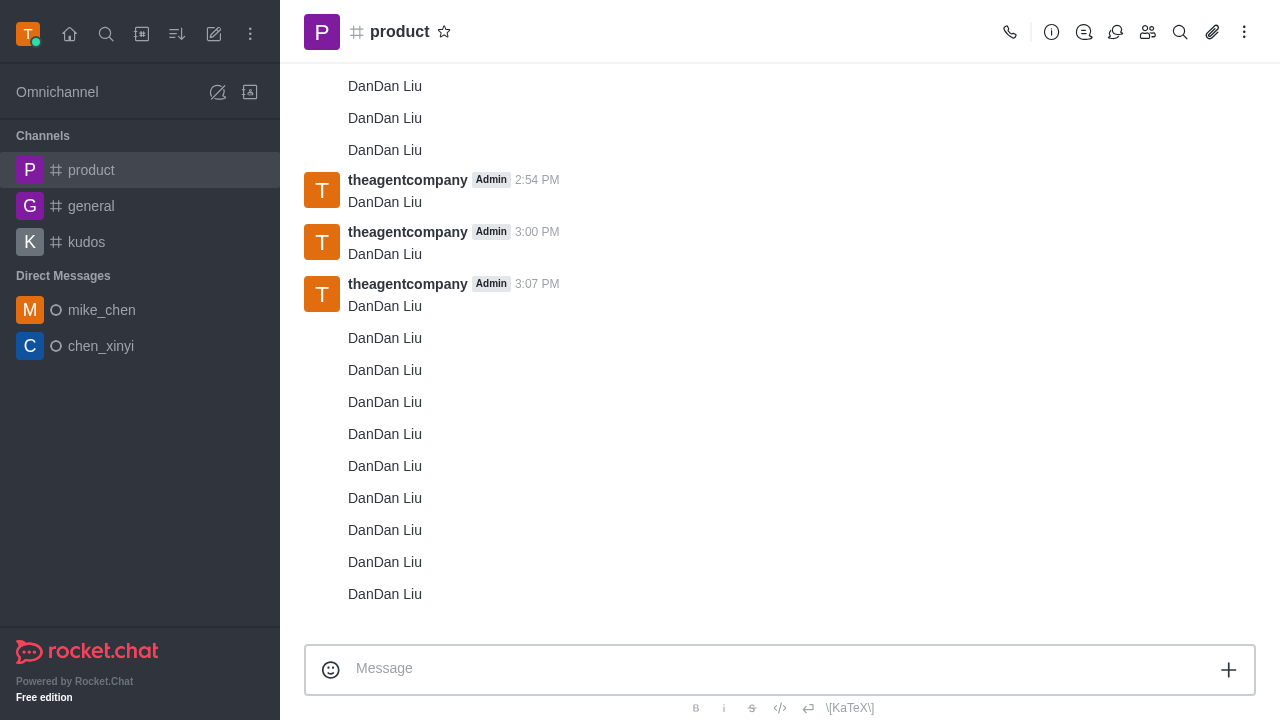 T
Omnichannel
Channels
P product
G general
K kudos
Direct Messages
M mike_chen
C chen_xinyi
rocket.chat
Powered by Rocket.Chat
Free edition
P product
DanDan Liu
DanDan Liu
DanDan Liu
T theagentcompany Admin 2:54 PM
DanDan Liu
T theagentcompany Admin 3:00 PM
DanDan Liu
T theagentcompany Admin 3:07 PM
DanDan Liu
DanDan Liu
DanDan Liu
DanDan Liu
DanDan Liu
DanDan Liu
DanDan Liu
DanDan Liu
DanDan Liu
DanDan Liu
Message
B i S </> \[KaTeX\]